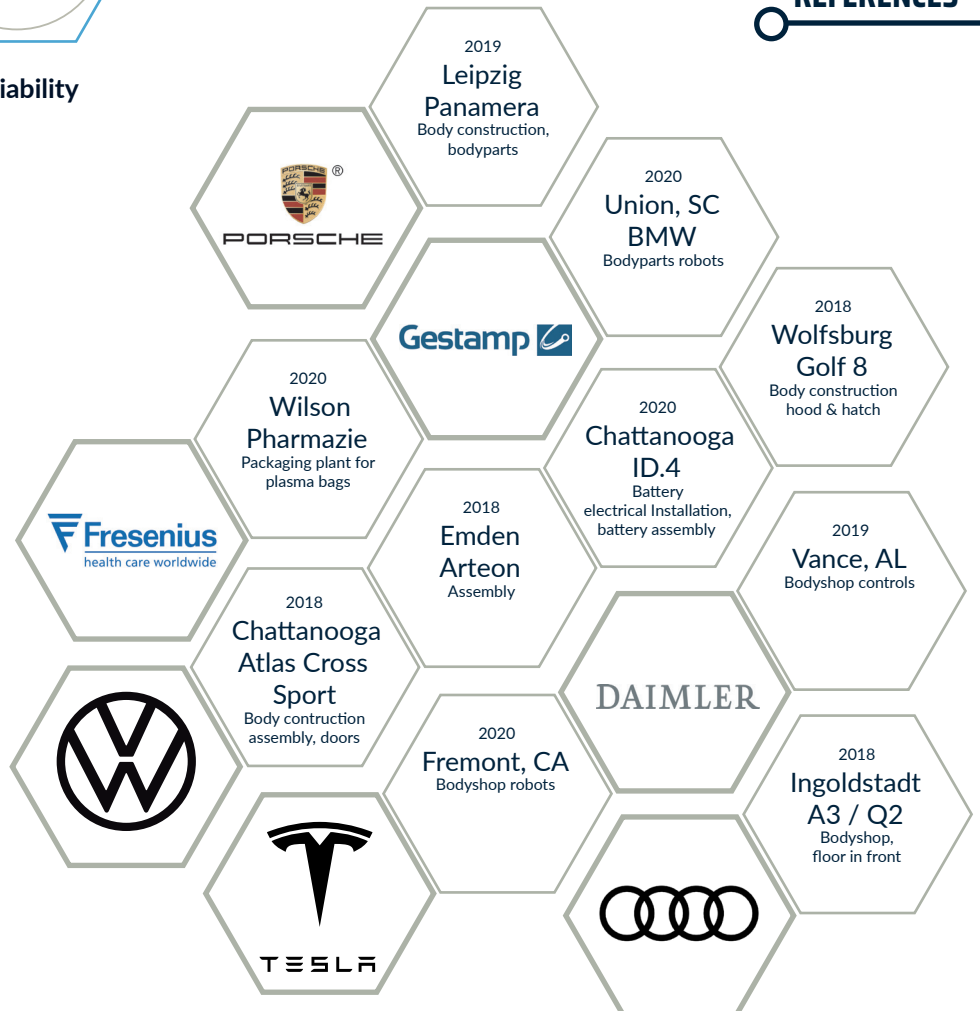 REFERENCES
iability
2019
Leipzig
Panamera
Body construction,
bodyparts
PORSCHE
®
PORSCHE
2020
Union, SC
BMW
Bodyparts robots
Gestamp
2018
Wolfsburg
Golf 8
Body construction
hood & hatch
2020
Wilson
Pharmazie
Packaging plant for
plasma bags
2020
Chattanooga
ID.4
Battery
electrical Installation,
battery assembly
Fresenius
health care worldwide
2018
Emden
Arteon
Assembly
2019
Vance, AL
Bodyshop controls
2018
Chattanooga
Atlas Cross
Sport
Body contruction
assembly, doors
DAIMLER
2020
Fremont, CA
Bodyshop robots
2018
Ingoldstadt
A3 / Q2
Bodyshop,
floor in front
TESLA